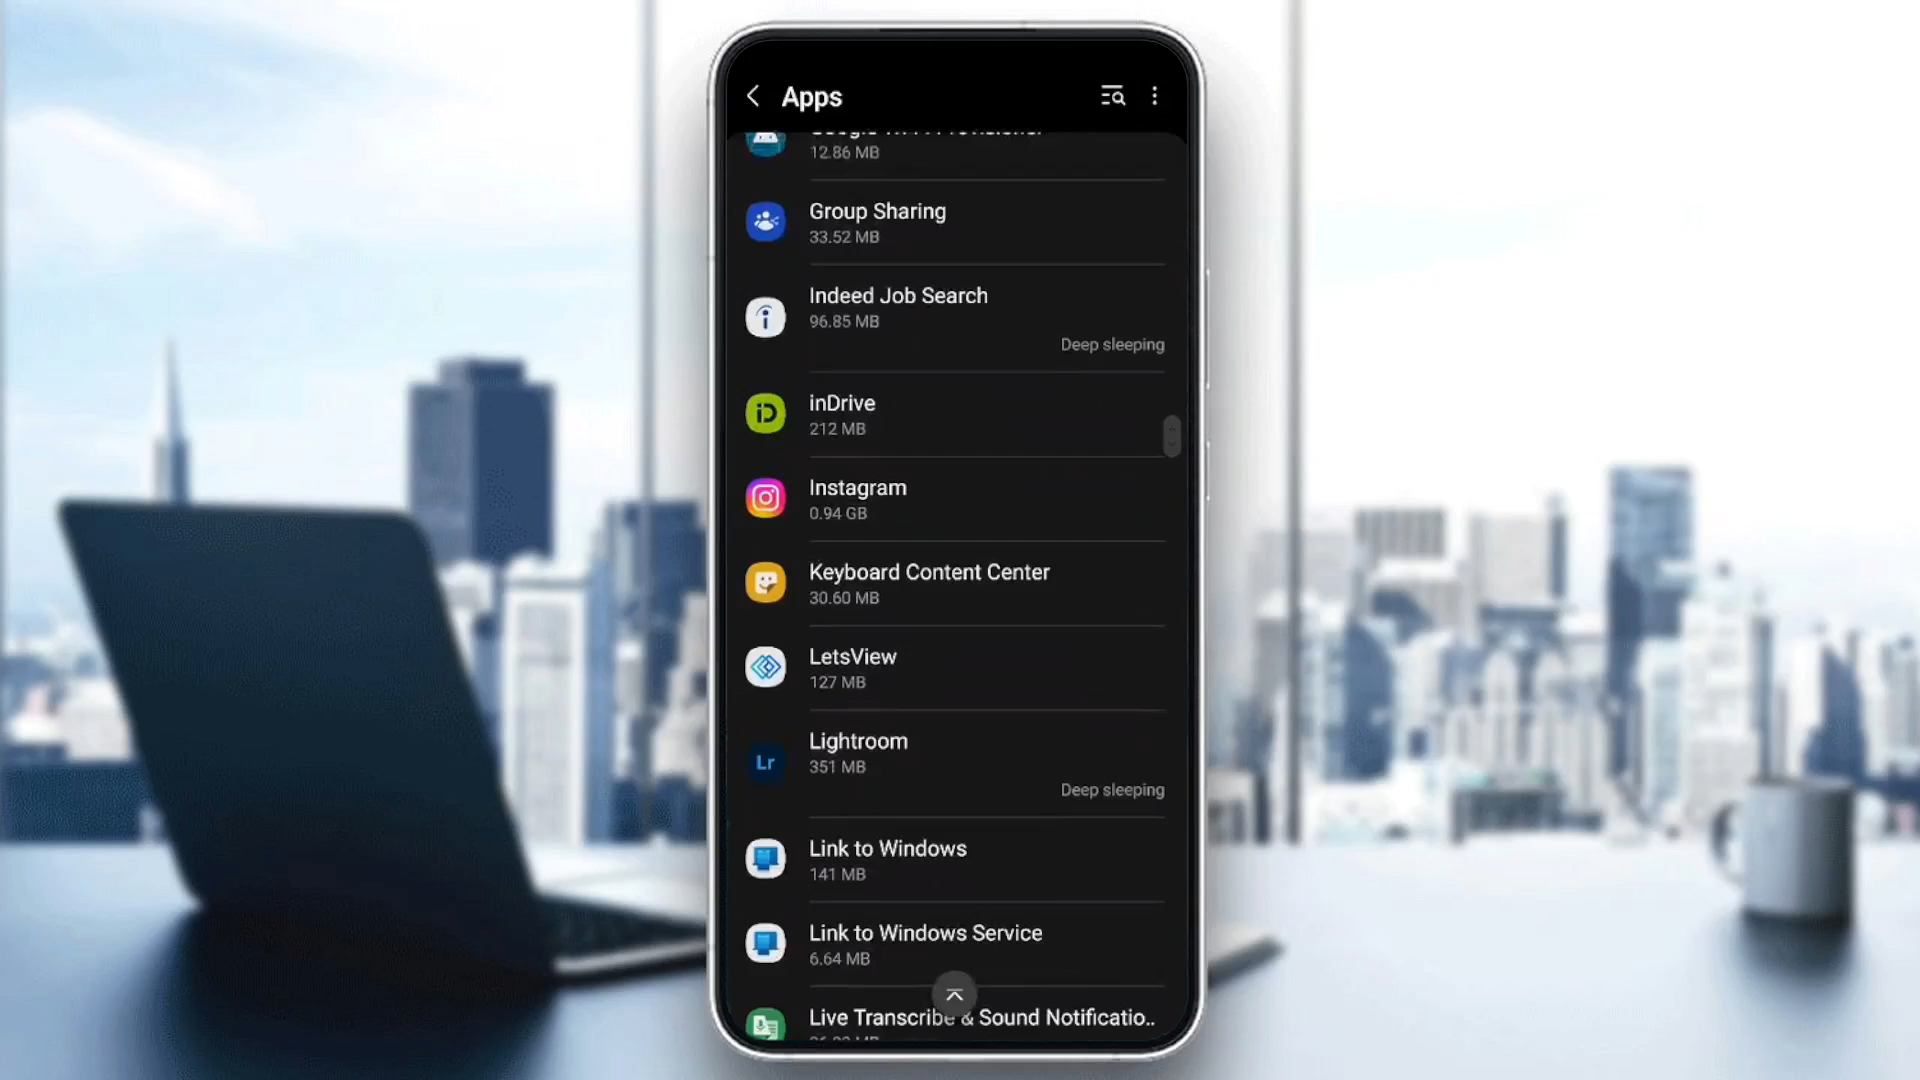 Apps
12.86 MB
Group Sharing
33.52 MB
Indeed Job Search
96.85 MB
Deep sleeping
inDrive
212 MB
Instagram
0.94 GB
Keyboard Content Center
30.60 MB
LetsView
127 MB
Lr
Lightroom
351 MB
Deep sleeping
Link to Windows
141 MB
Link to Windows Service
6.64 MB
Live Transcribe & Sound Notificatio..